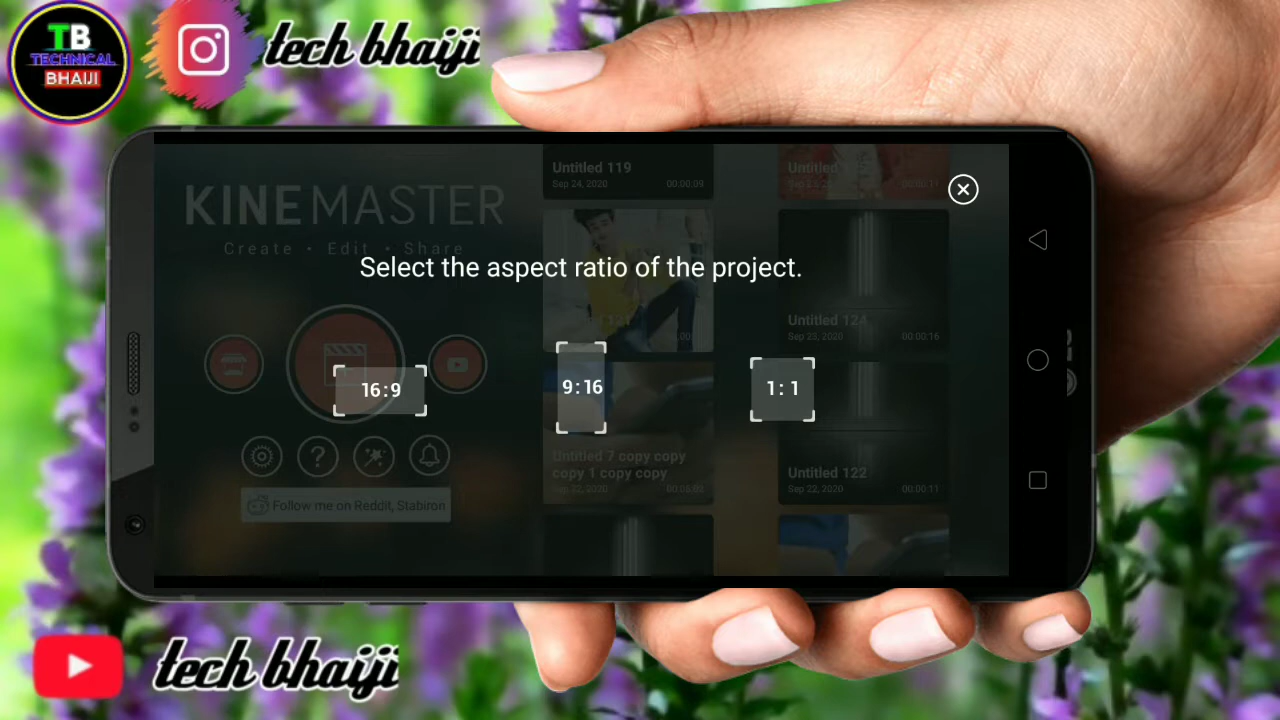 TB
TECHNICAL
BHAIJI
tech bhaiji
Untitled 119
Sep 24, 2020 00:00:09
KINEMASTER
Create • Edit • Share
Select the aspect ratio of the project.
Untitled 124
Sep 23, 2020 00:00:16
16:9
9:16
1:1
Untitled 7 copy copy
copy 1 copy copy
Untitled 122
Sep 22, 2020 00:00:11
Follow me on Reddit, Stabiron
tech bhaiji